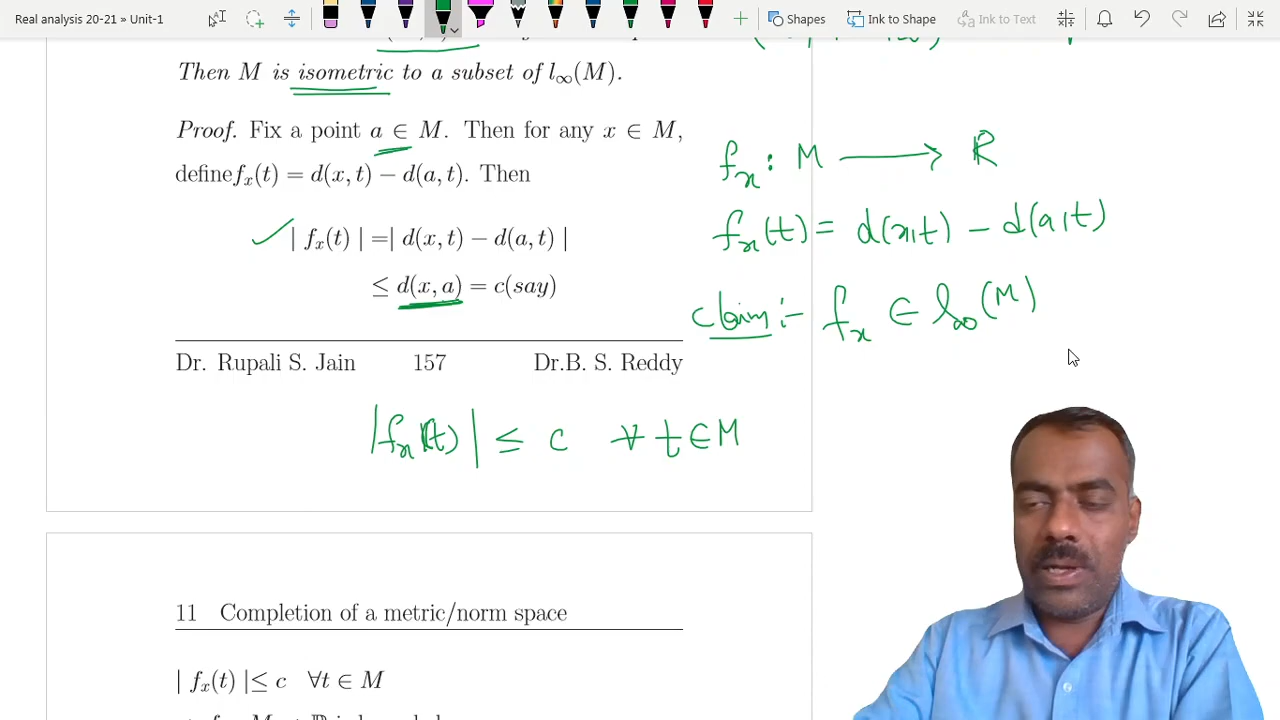 Real analysis 20-21 » Unit-1
Shapes
Ink to Shape
Ink to Text
Then M is isometric to a subset of l∞(M).
Proof. Fix a point a ∈ M. Then for any x ∈ M,
definefₓ(t) = d(x, t) − d(a, t). Then
| fₓ(t) |=| d(x, t) − d(a, t) |
≤ d(x, a) = c(say)
Dr. Rupali S. Jain 157 Dr.B. S. Reddy
fₓ : M ⟶ ℝ
fₓ(t) = d(x,t) − d(a,t)
claim :- fₓ ∈ l∞(M)
|fₓ(t)| ≤ c ∀ t ∈ M
11 Completion of a metric/norm space
| fₓ(t) |≤ c ∀t ∈ M